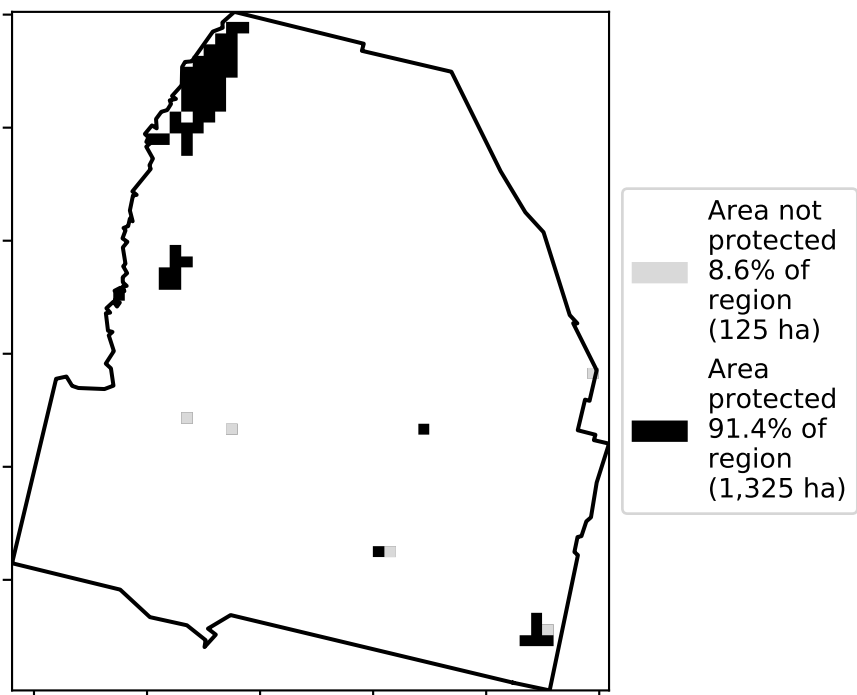 Area not
protected
8.6% of
region
(125 ha)
Area
protected
91.4% of
region
(1,325 ha)